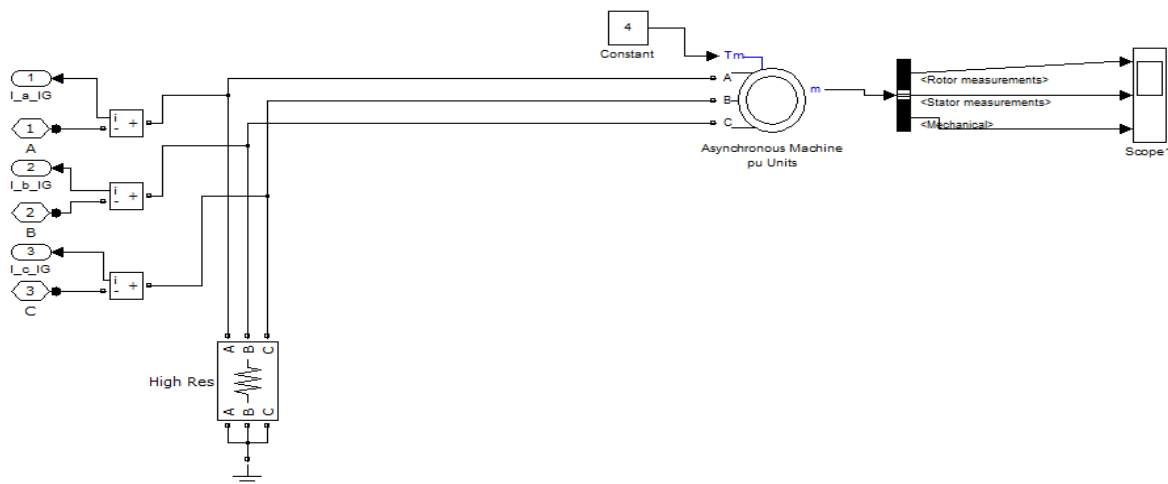 4
Constant
Tm
1
I_a_IG
i
- +
1
A
2
I_b_IG
i
- +
2
B
3
I_c_IG
i
- +
3
C
A
B
C
m
Asynchronous Machine
pu Units
<Rotor measurements>
<Stator measurements>
<Mechanical>
Scope1
A B C
High Res
A B C